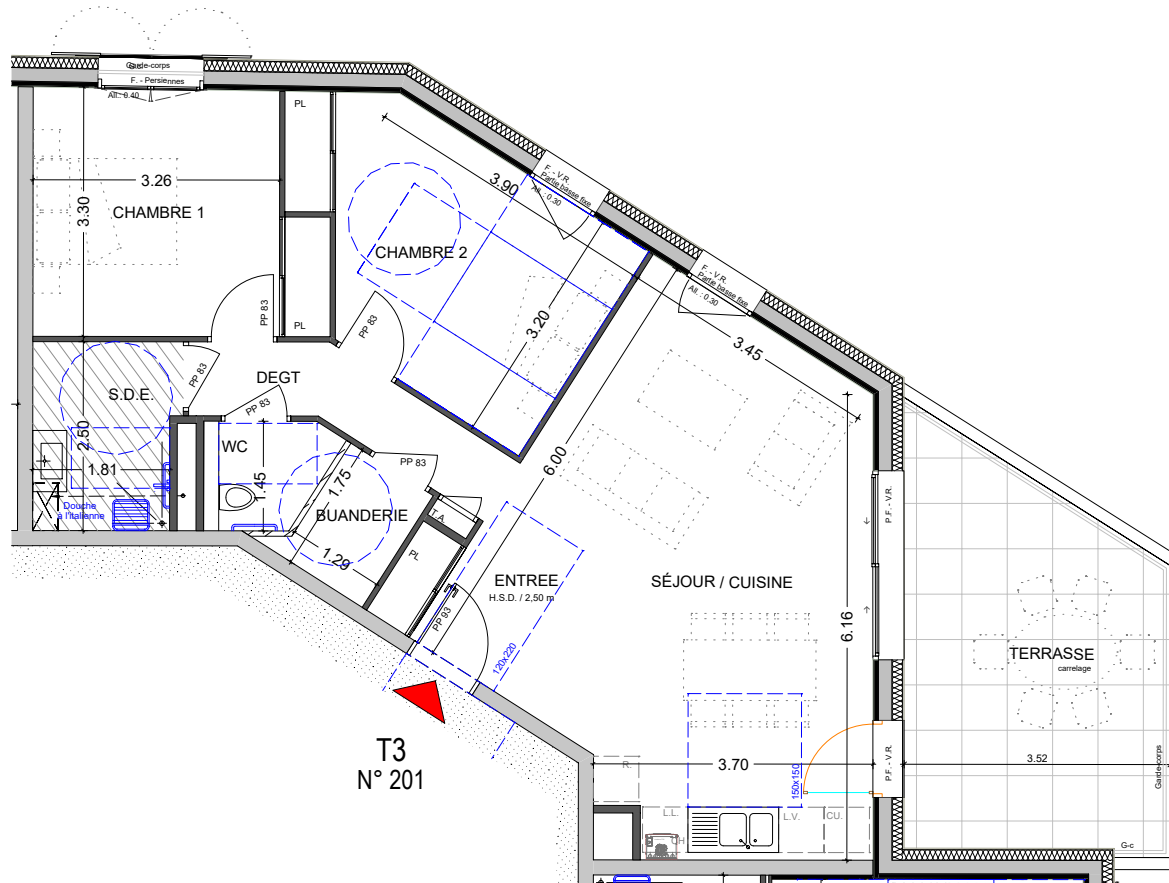 Garde-corps
F. - Persiennes
All.: 0.40
PL
3.26
CHAMBRE 1
3.30
PP 83
PL
3.90
F. - V.R.
Partie basse fixe
All. : 0.30
CHAMBRE 2
PP 83
3.20
F. - V.R.
Partie basse fixe
All. : 0.30
3.45
PP 83
DEGT
S.D.E.
PP 83
2.50
1.81
Douche
à l'italienne
WC
1.45
1.75
PP 83
BUANDERIE
1.29
T.A.
PL
6.00
ENTREE
H.S.D. / 2,50 m
PP 93
120x220
SÉJOUR / CUISINE
6.16
P.F. - V.R.
TERRASSE
carrelage
T3
N° 201
R.
3.70
150x150
P.F. - V.R.
3.52
Garde-corps
L.L.
CH
L.V.
CU.
G-c